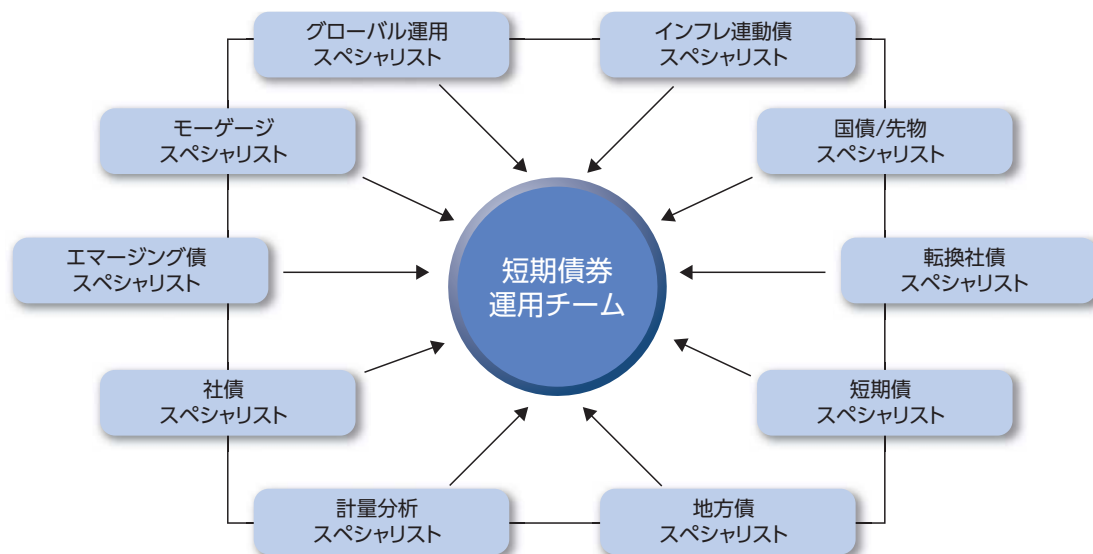 グローバル運用
スペシャリスト
インフレ連動債
スペシャリスト
モーゲージ
スペシャリスト
国債/先物
スペシャリスト
エマージング債
スペシャリスト
短期債券
運用チーム
転換社債
スペシャリスト
社債
スペシャリスト
短期債
スペシャリスト
計量分析
スペシャリスト
地方債
スペシャリスト